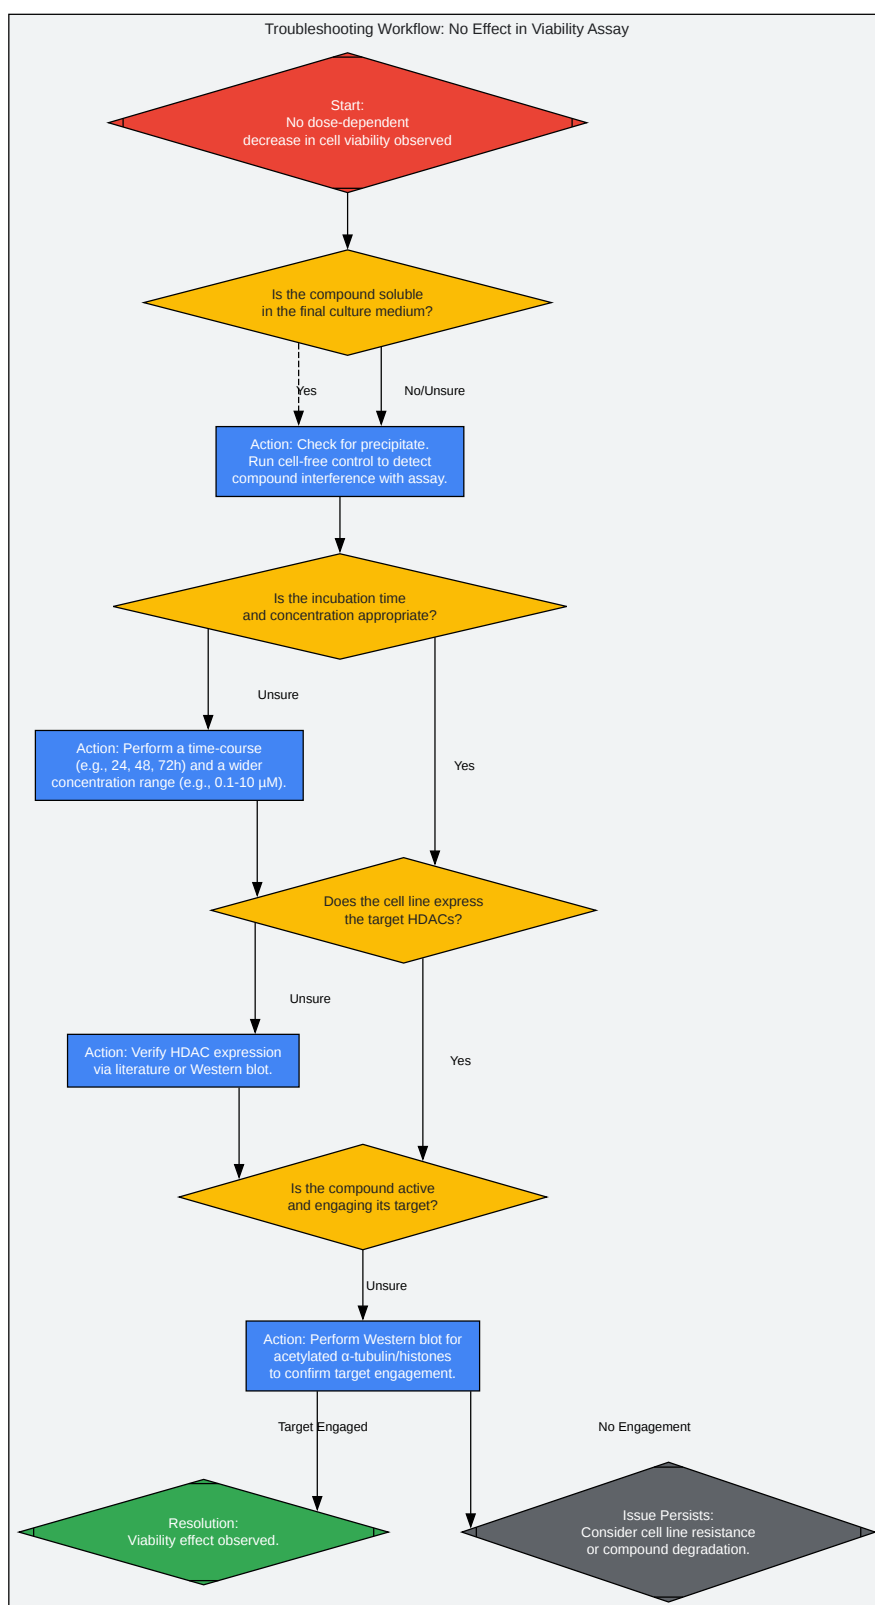 Troubleshooting Workflow: No Effect in Viability Assay
Start:
No dose-dependent
decrease in cell viability observed
Is the compound soluble
in the final culture medium?
Yes
No/Unsure
Action: Check for precipitate.
Run cell-free control to detect
compound interference with assay.
Is the incubation time
and concentration appropriate?
Unsure
Action: Perform a time-course
(e.g., 24, 48, 72h) and a wider
concentration range (e.g., 0.1-10 µM).
Yes
Does the cell line express
the target HDACs?
Unsure
Action: Verify HDAC expression
via literature or Western blot.
Yes
Is the compound active
and engaging its target?
Unsure
Action: Perform Western blot for
acetylated α-tubulin/histones
to confirm target engagement.
Target Engaged
No Engagement
Resolution:
Viability effect observed.
Issue Persists:
Consider cell line resistance
or compound degradation.